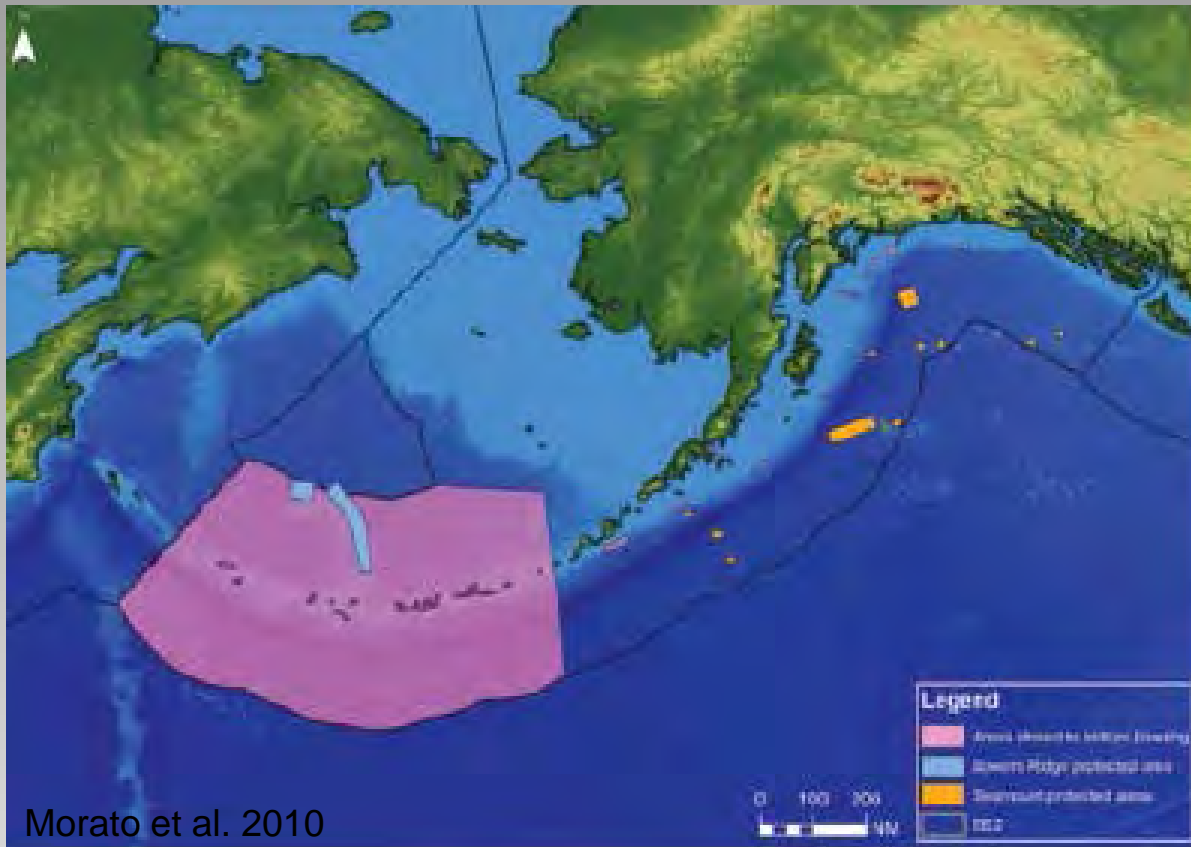 Legend
Areas closed to bottom trawling
Bowers Ridge protected area
Seamount protected areas
EEZ
0 100 200
NM
Morato et al. 2010